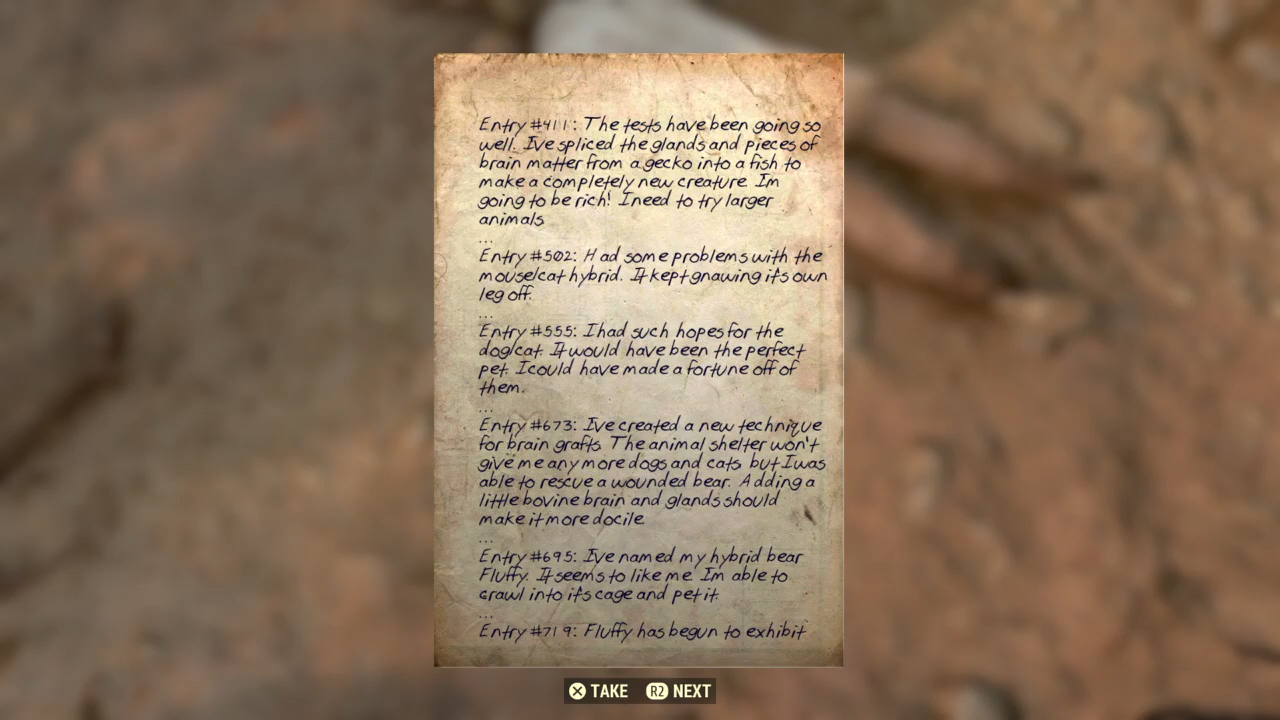 Entry #411: The tests have been going so
well. I've spliced the glands and pieces of
brain matter from a gecko into a fish to
make a completely new creature. I'm
going to be rich! I need to try larger
animals.
...
Entry #502: Had some problems with the
mouse/cat hybrid. It kept gnawing it's own
leg off.
...
Entry #555: I had such hopes for the
dog/cat. It would have been the perfect
pet. I could have made a fortune off of
them.
...
Entry #673: I've created a new technique
for brain grafts. The animal shelter won't
give me any more dogs and cats, but I was
able to rescue a wounded bear. Adding a
little bovine brain and glands should
make it more docile.
...
Entry #695: I've named my hybrid bear
Fluffy. It seems to like me. I'm able to
crawl into it's cage and pet it.
...
Entry #719: Fluffy has begun to exhibit
TAKE R2 NEXT